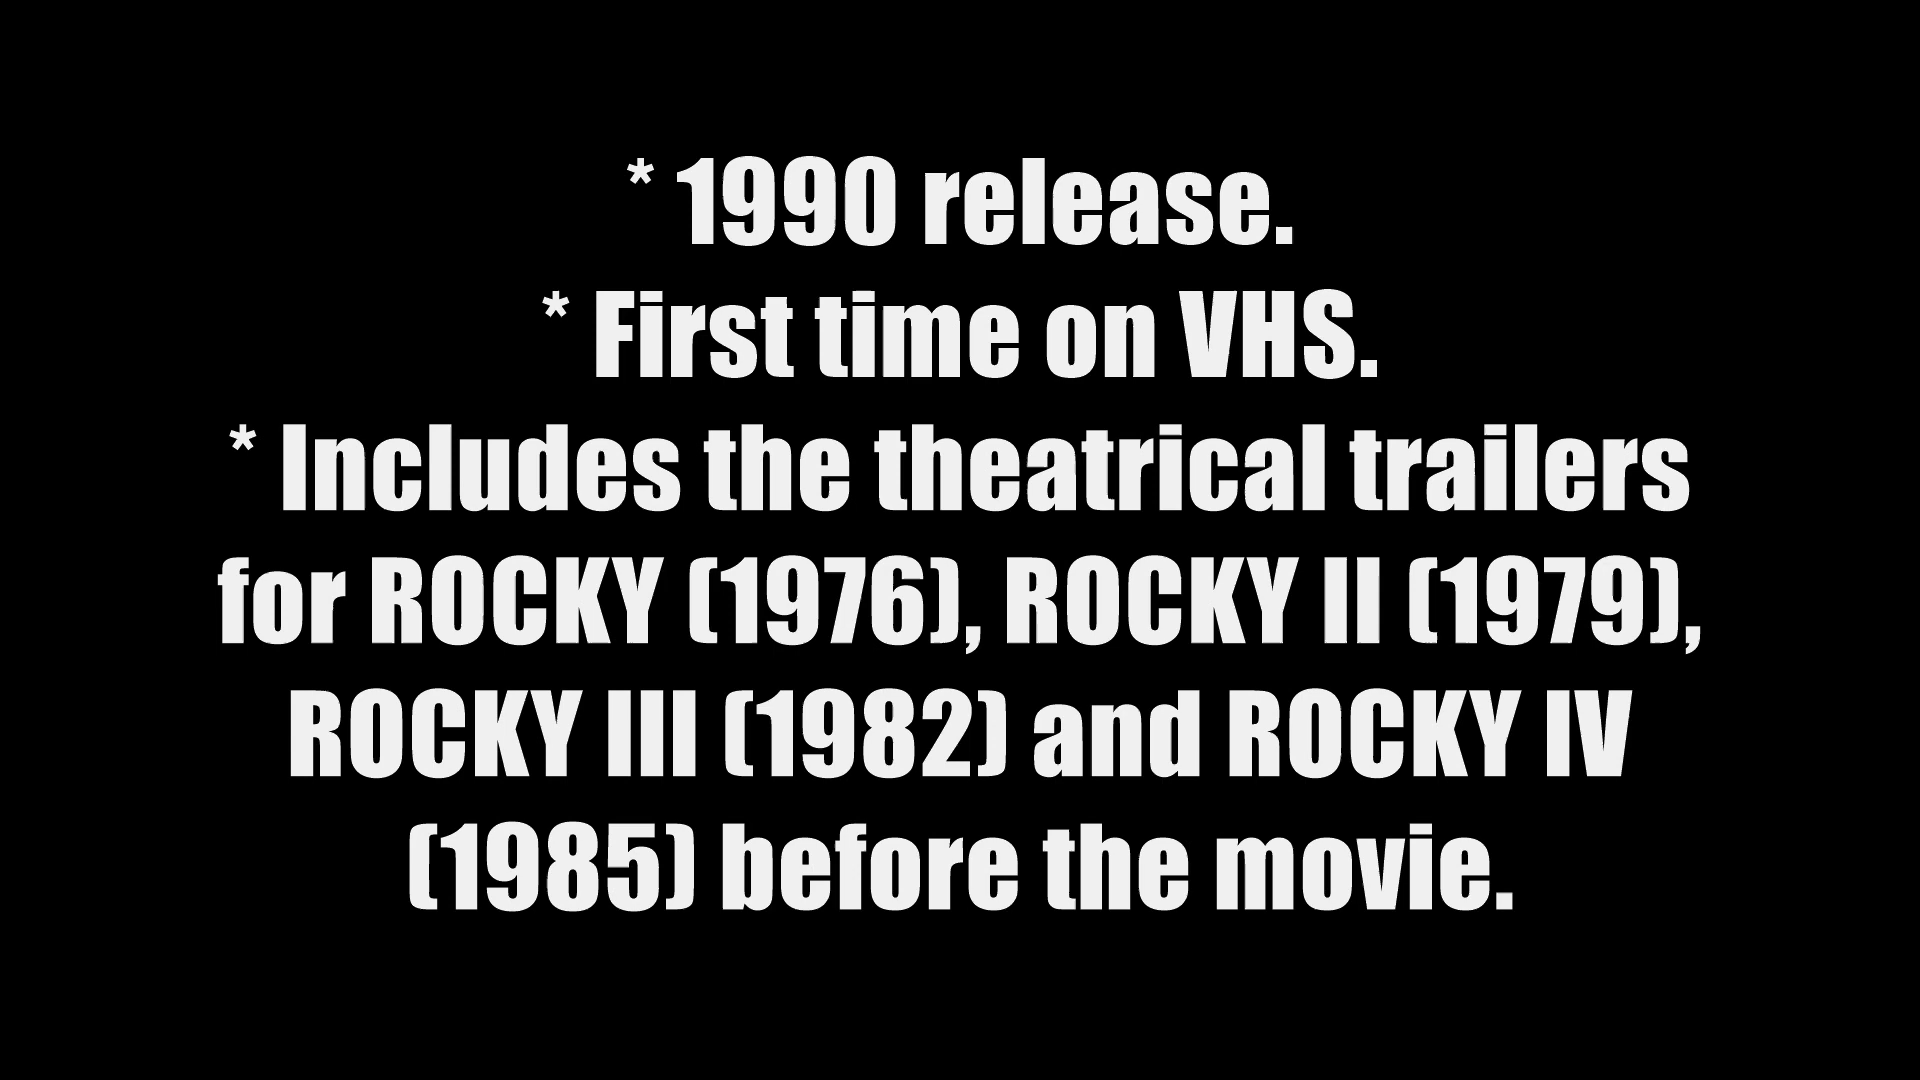 * 1990 release.
* First time on VHS.
* Includes the theatrical trailers
for ROCKY (1976), ROCKY II (1979),
ROCKY III (1982) and ROCKY IV
(1985) before the movie.